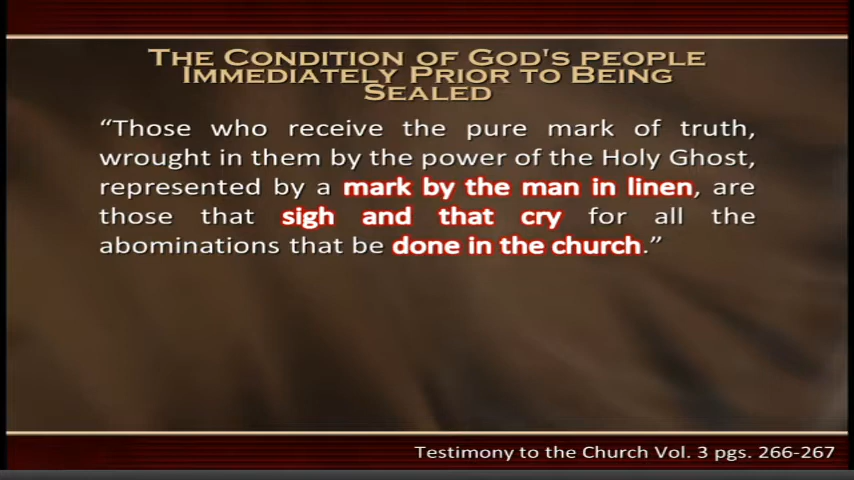 The Condition of God's people
Immediately Prior to Being
Sealed
“Those who receive the pure mark of truth,
wrought in them by the power of the Holy Ghost,
represented by a mark by the man in linen, are
those that sigh and that cry for all the
abominations that be done in the church.”
Testimony to the Church Vol. 3 pgs. 266-267